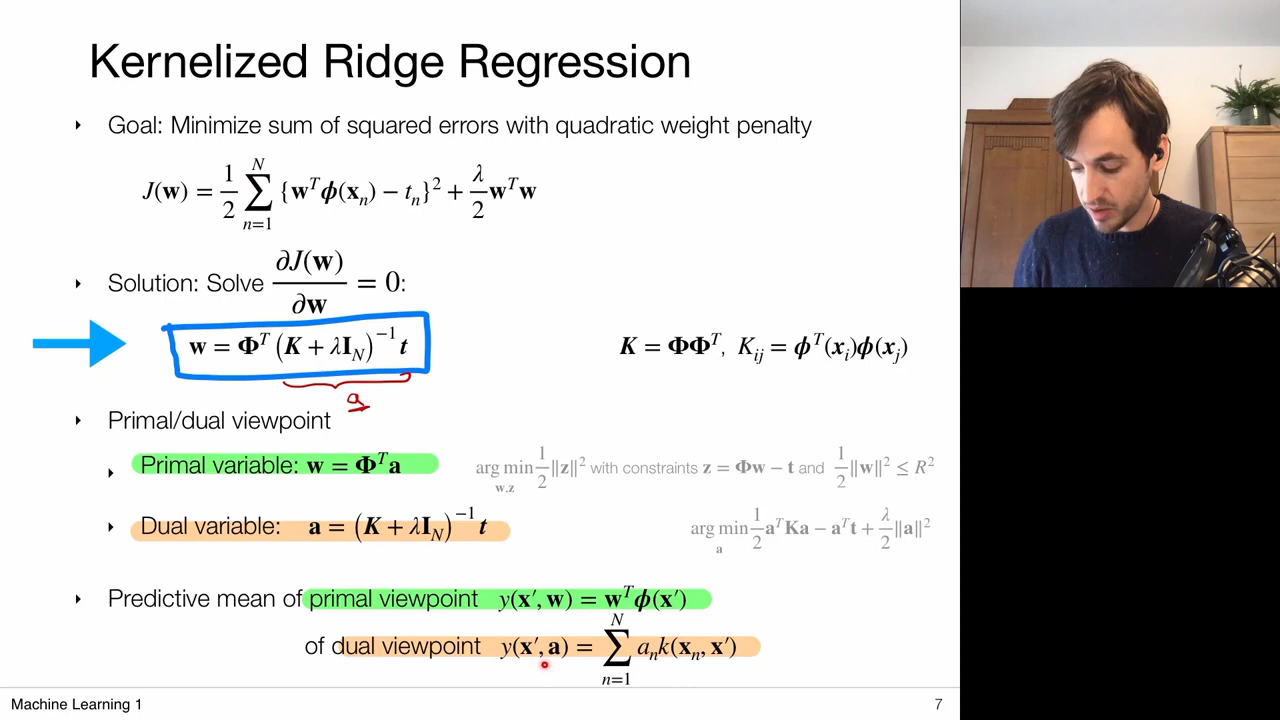 Kernelized Ridge Regression
‣ Goal: Minimize sum of squared errors with quadratic weight penalty
J(w) = 1/2 ∑_{n=1}^{N} {w^T ϕ(x_n) − t_n}^2 + λ/2 w^T w
‣ Solution: Solve ∂J(w)/∂w = 0:
w = Φ^T (K + λI_N)^{−1} t
K = ΦΦ^T, K_{ij} = ϕ^T(x_i)ϕ(x_j)
a
‣ Primal/dual viewpoint
‣ Primal variable: w = Φ^T a
arg min_{w,z} 1/2 ‖z‖^2 with constraints z = Φw − t and 1/2 ‖w‖^2 ≤ R^2
‣ Dual variable: a = (K + λI_N)^{−1} t
arg min_a 1/2 a^T Ka − a^T t + λ/2 ‖a‖^2
‣ Predictive mean of primal viewpoint y(x′, w) = w^T ϕ(x′)
of dual viewpoint y(x′, a) = ∑_{n=1}^{N} a_n k(x_n, x′)
Machine Learning 1
7